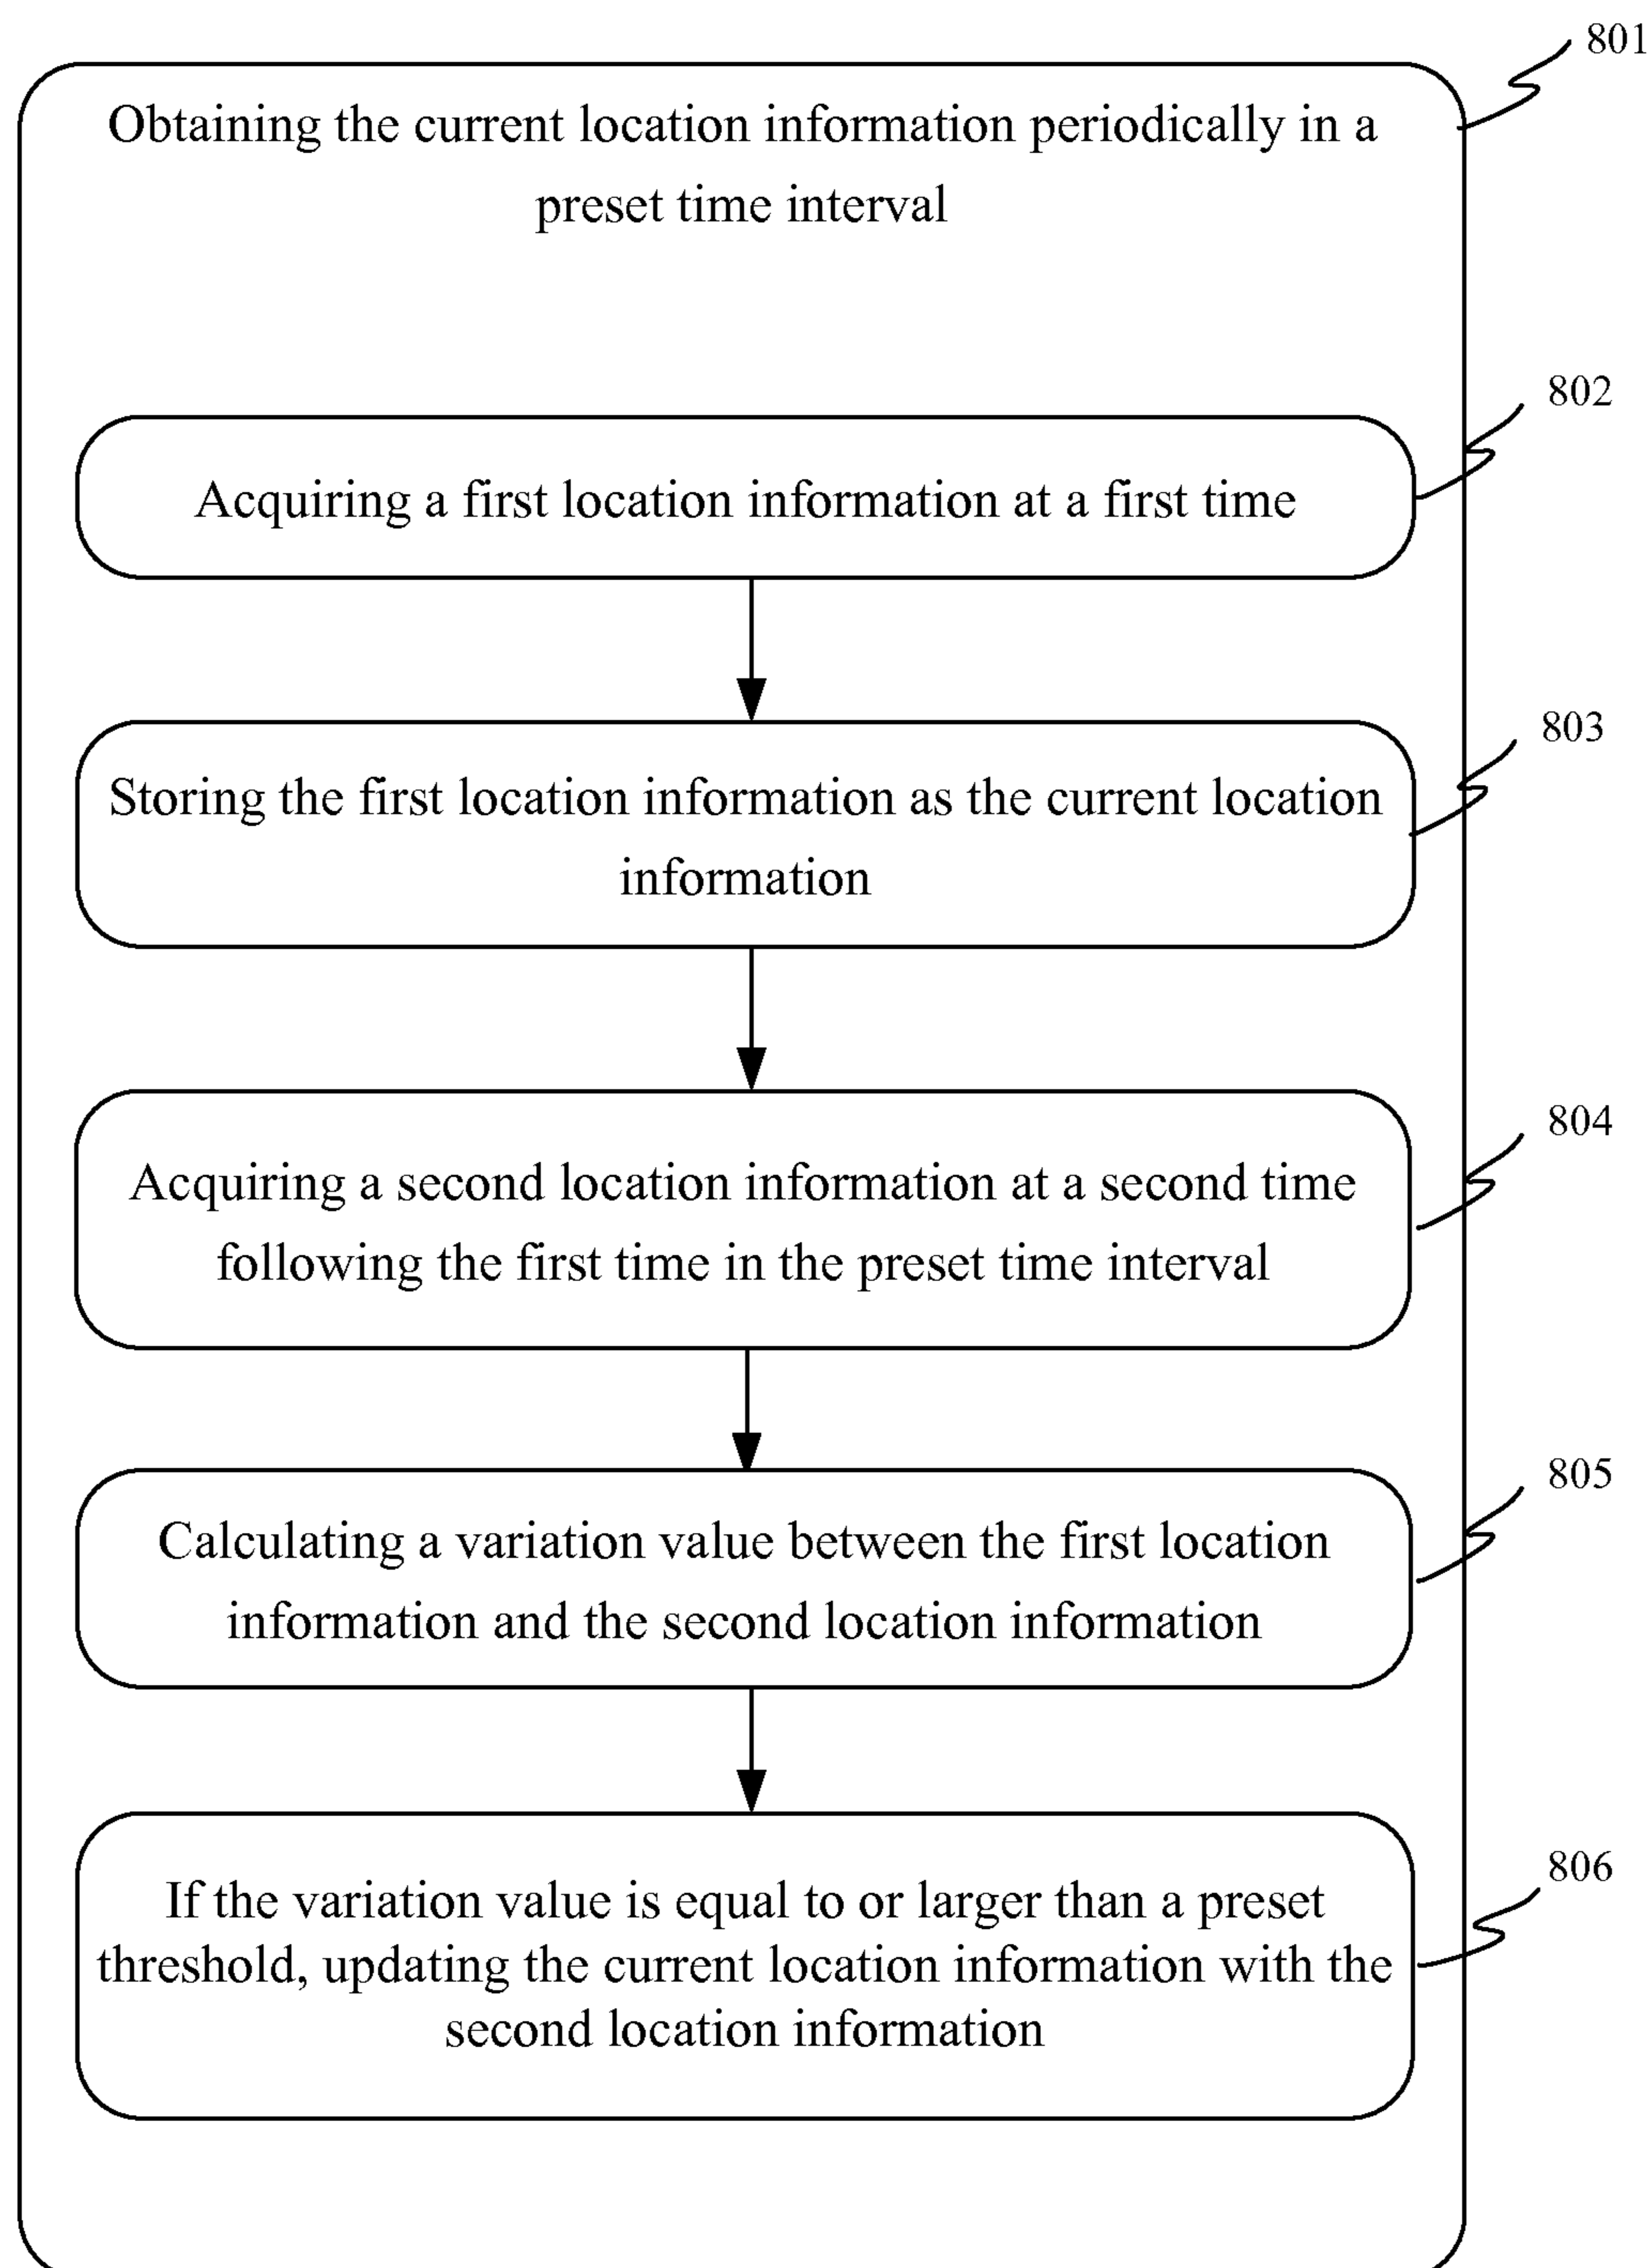 801
Obtaining the current location information periodically in a
preset time interval
802
Acquiring a first location information at a first time
803
Storing the first location information as the current location
information
804
Acquiring a second location information at a second time
following the first time in the preset time interval
805
Calculating a variation value between the first location
information and the second location information
806
If the variation value is equal to or larger than a preset
threshold, updating the current location information with the
second location information